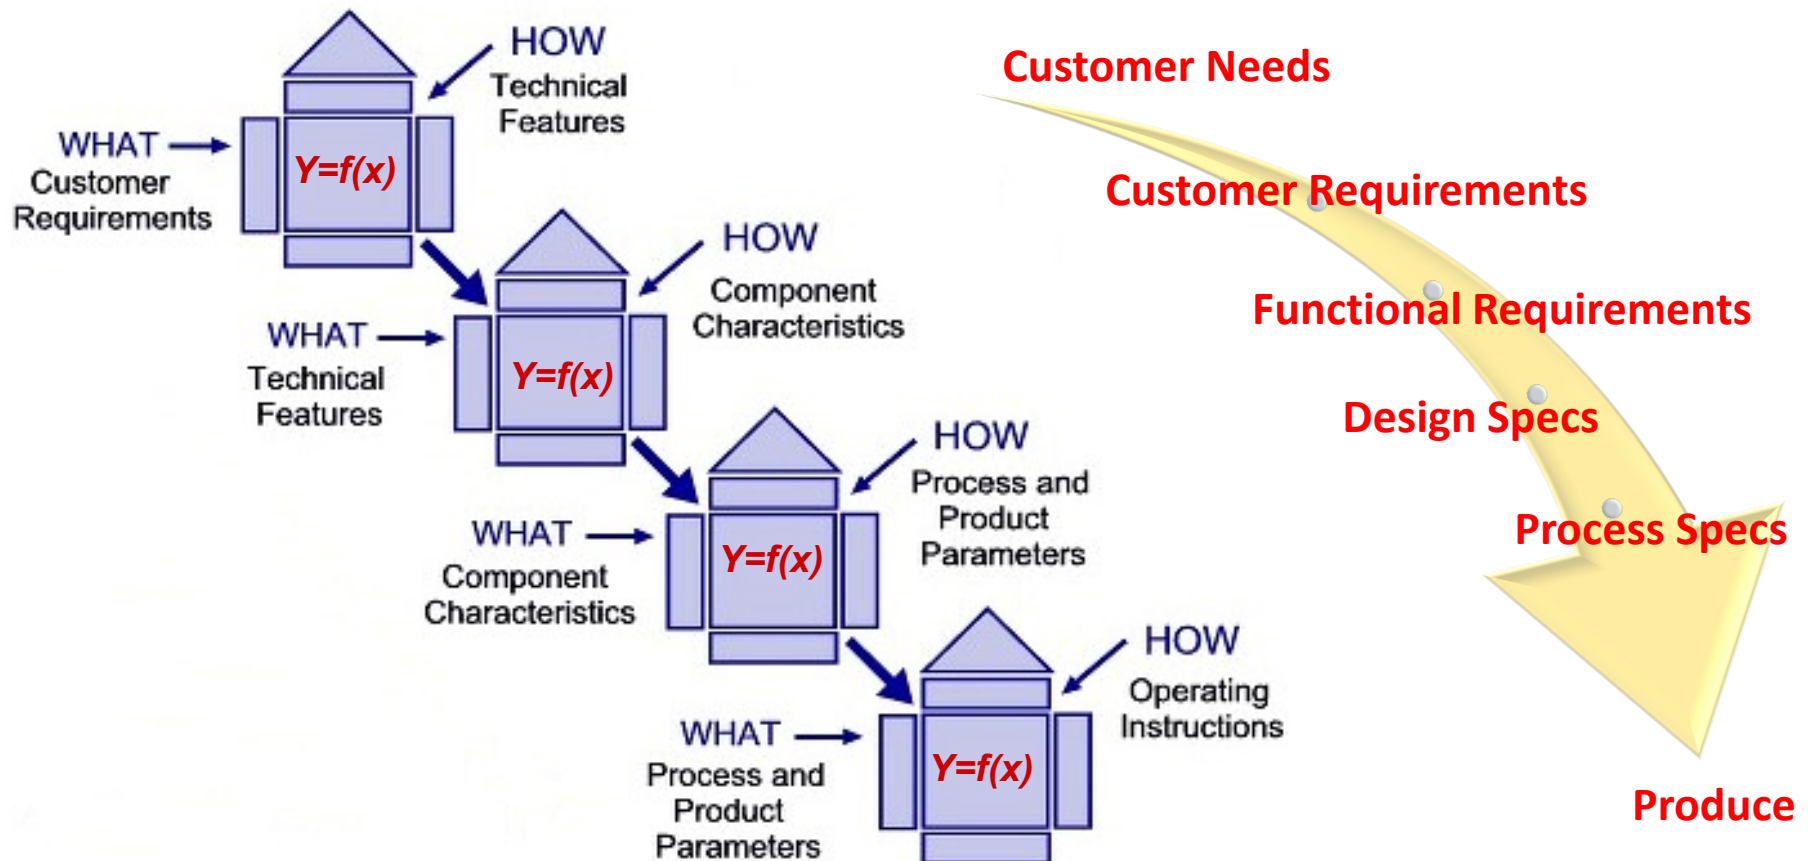 HOW
Technical
Features
WHAT
Customer
Requirements
Y=f(x)
HOW
Component
Characteristics
WHAT
Technical
Features
Y=f(x)
HOW
Process and
Product
Parameters
WHAT
Component
Characteristics
Y=f(x)
HOW
Operating
Instructions
WHAT
Process and
Product
Parameters
Y=f(x)
Customer Needs
Customer Requirements
Functional Requirements
Design Specs
Process Specs
Produce